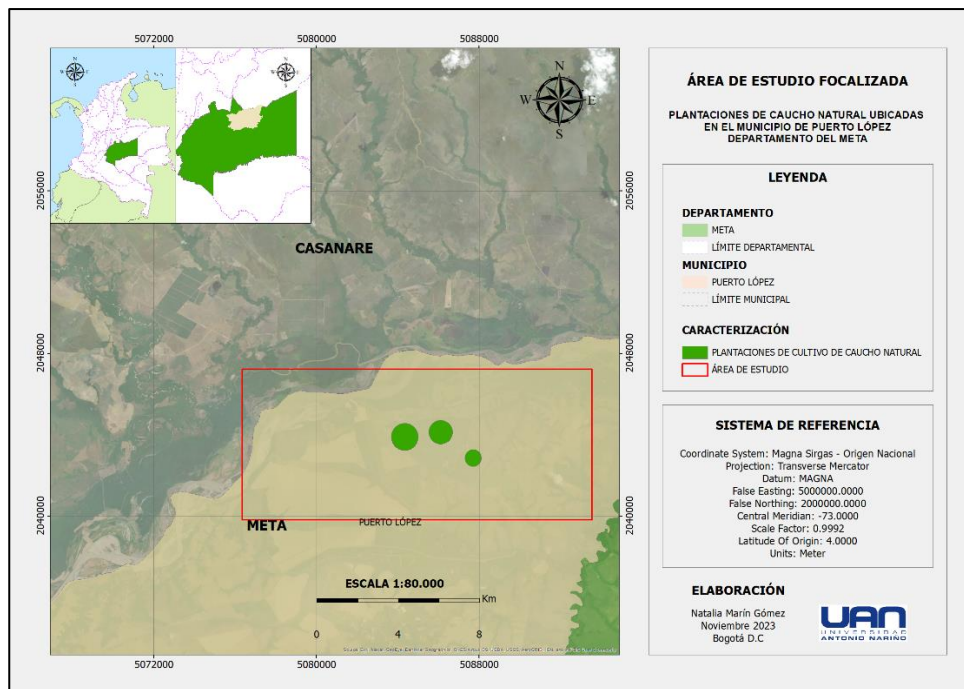 5072000
5080000
5088000
N
W
E
S
2056000
2056000
CASANARE
2048000
2048000
2040000
2040000
META
PUERTO LÓPEZ
ESCALA 1:80.000
Km
0
4
8
5072000
5080000
5088000
ÁREA DE ESTUDIO FOCALIZADA
PLANTACIONES DE CAUCHO NATURAL UBICADAS
EN EL MUNICIPIO DE PUERTO LÓPEZ
DEPARTAMENTO DEL META
LEYENDA
DEPARTAMENTO
META
LÍMITE DEPARTAMENTAL
MUNICIPIO
PUERTO LÓPEZ
LÍMITE MUNICIPAL
CARACTERIZACIÓN
PLANTACIONES DE CULTIVO DE CAUCHO NATURAL
ÁREA DE ESTUDIO
SISTEMA DE REFERENCIA
Coordinate System: Magna Sirgas - Origen Nacional
Projection: Transverse Mercator
Datum: MAGNA
False Easting: 5000000.0000
False Northing: 2000000.0000
Central Meridian: -73.0000
Scale Factor: 0.9992
Latitude Of Origin: 4.0000
Units: Meter
ELABORACIÓN
Natalia Marín Gómez
Noviembre 2023
Bogotá D.C
UAN
UNIVERSIDAD
ANTONIO NARIÑO